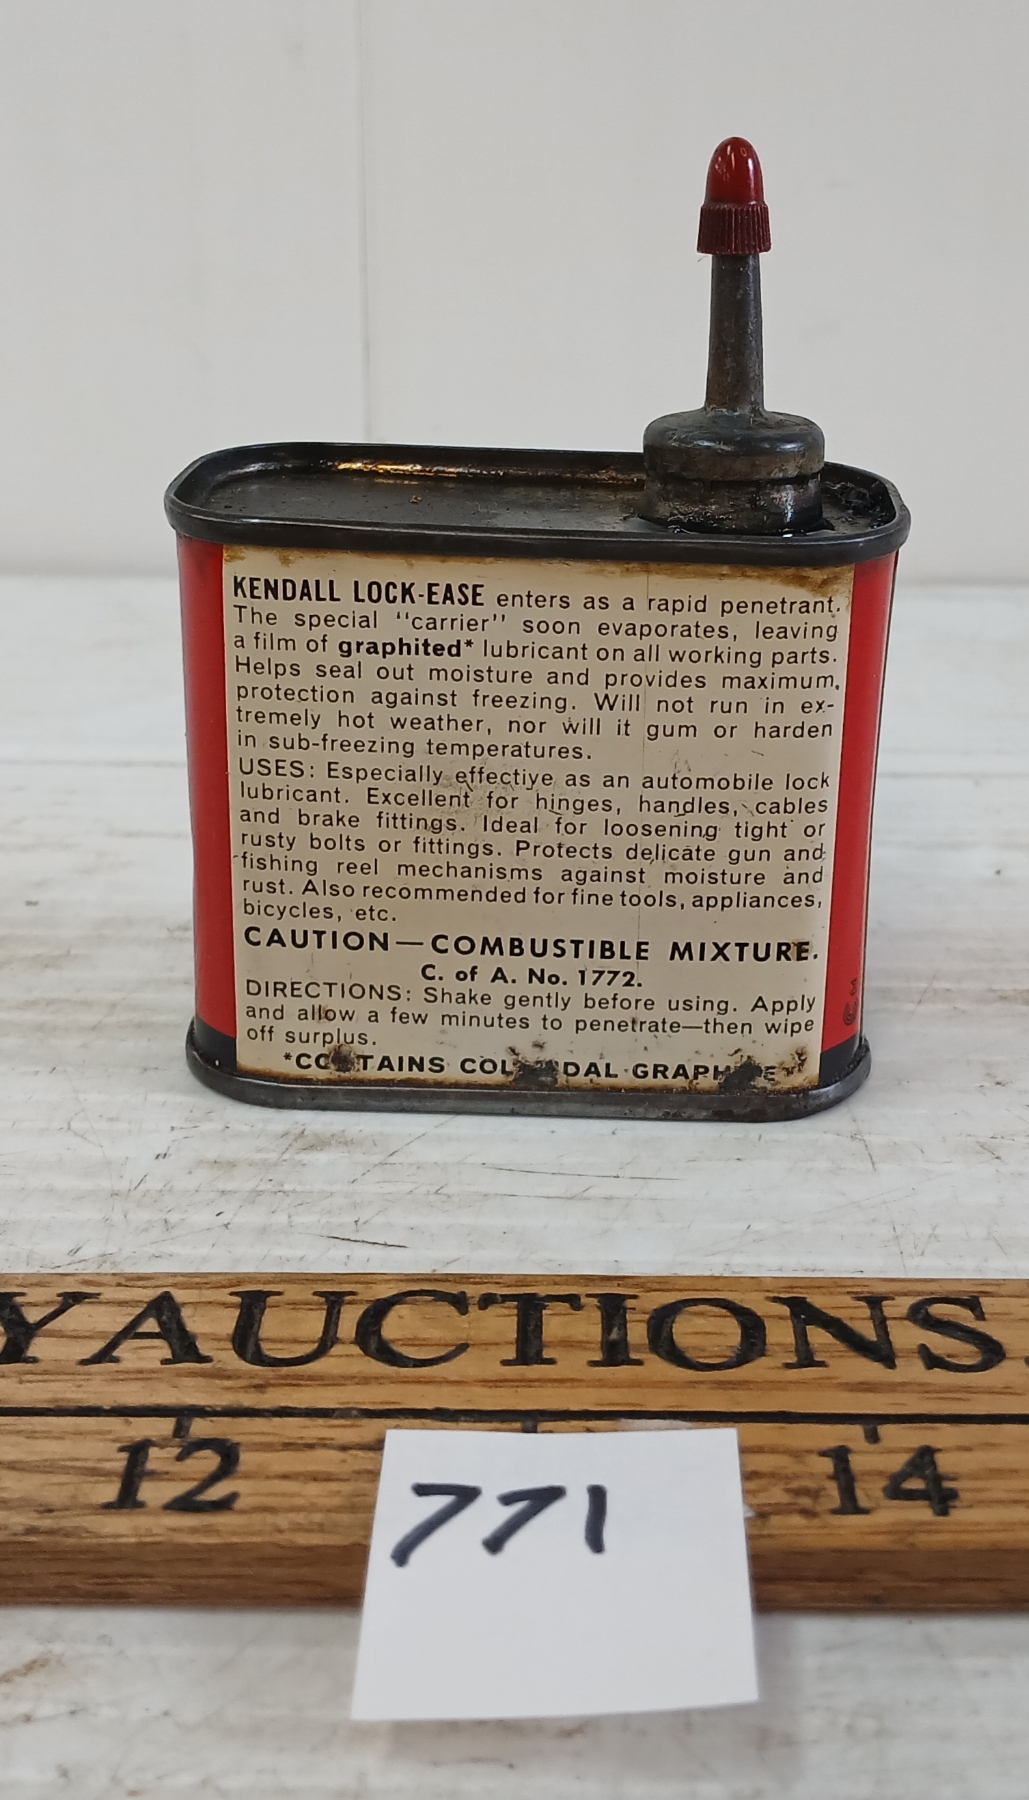 KENDALL LOCK-EASE enters as a rapid penetrant.
The special "carrier" soon evaporates, leaving
a film of graphited* lubricant on all working parts.
Helps seal out moisture and provides maximum
protection against freezing. Will not run in ex-
tremely hot weather, nor will it gum or harden
in sub-freezing temperatures.
USES: Especially effective as an automobile lock
lubricant. Excellent for hinges, handles, cables
and brake fittings. Ideal for loosening tight or
rusty bolts or fittings. Protects delicate gun and
fishing reel mechanisms against moisture and
rust. Also recommended for fine tools, appliances,
bicycles, etc.
CAUTION—COMBUSTIBLE MIXTURE.
C. of A. No. 1772.
DIRECTIONS: Shake gently before using. Apply
and allow a few minutes to penetrate—then wipe
off surplus.
*CONTAINS COLLOIDAL GRAPHITE
YAUCTIONS.
12 14
771